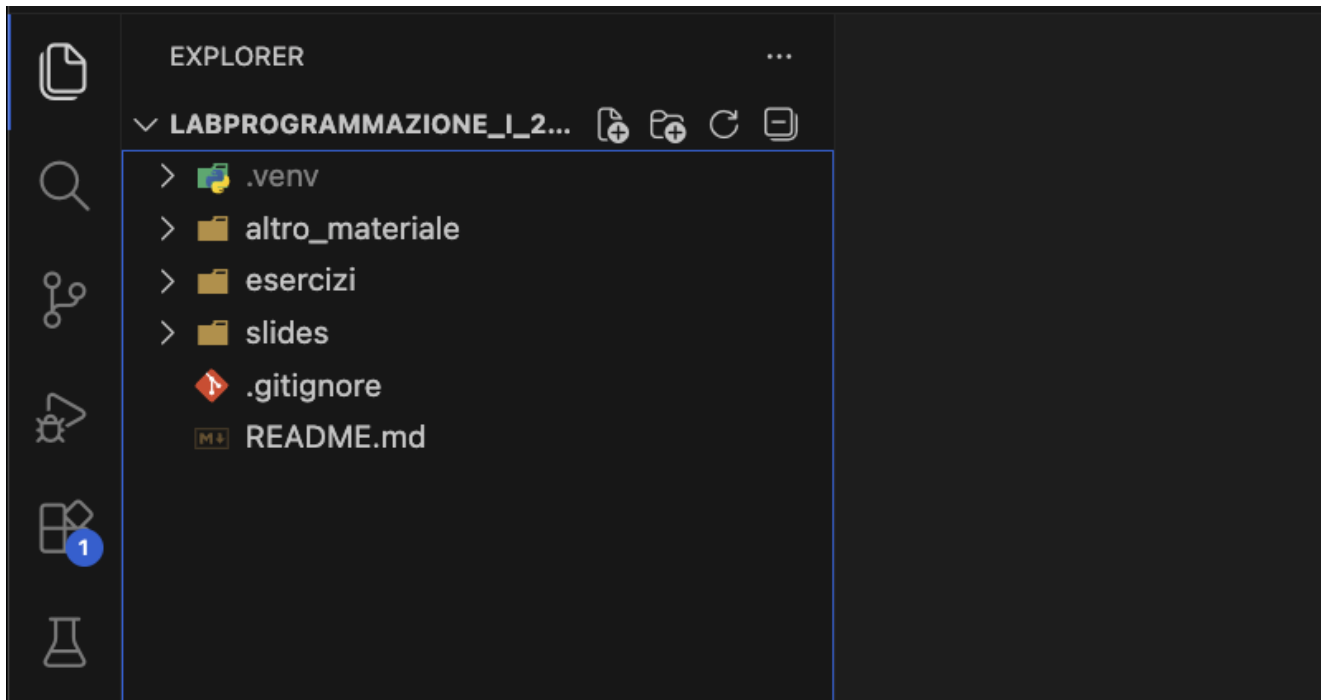 EXPLORER
LABPROGRAMMAZIONE_I_2...
.venv
altro_materiale
esercizi
slides
.gitignore
M↓ README.md
1